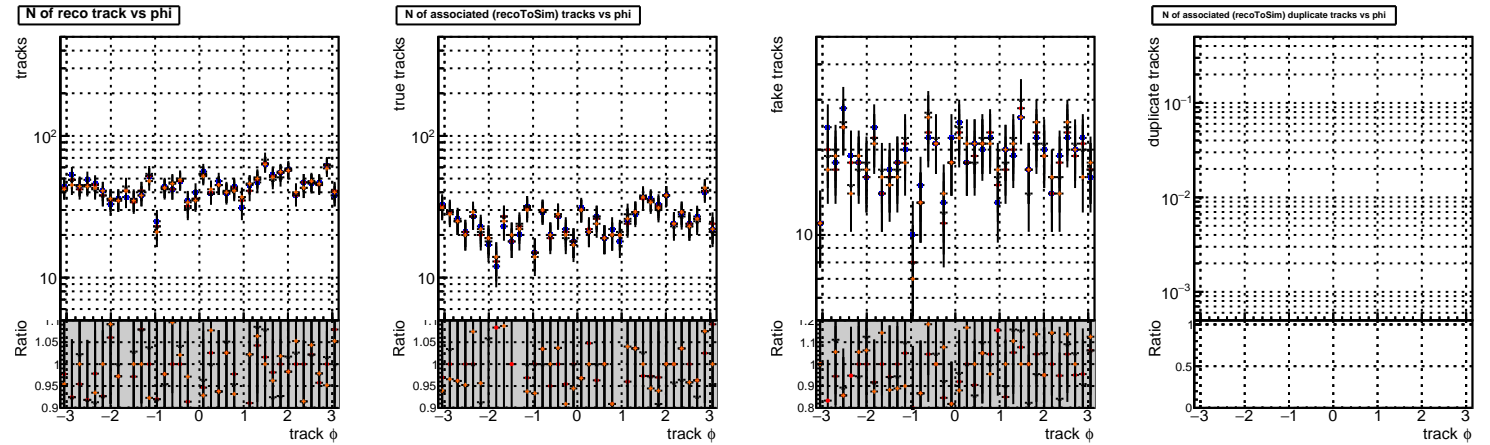 N of reco track vs phi
tracks
10²
10
Ratio
1.1
1.05
1
0.95
0.9
−3 −2 −1 0 1 2 3
track ϕ
N of associated (recoToSim) tracks vs phi
true tracks
10²
10
Ratio
1.1
1.05
1
0.95
0.9
−3 −2 −1 0 1 2 3
track ϕ
fake tracks
10
Ratio
1.2
1.1
1
0.9
0.8
−3 −2 −1 0 1 2 3
track ϕ
N of associated (recoToSim) duplicate tracks vs phi
duplicate tracks
10⁻¹
10⁻²
10⁻³
Ratio
1
0.5
0
−3 −2 −1 0 1 2 3
track ϕ